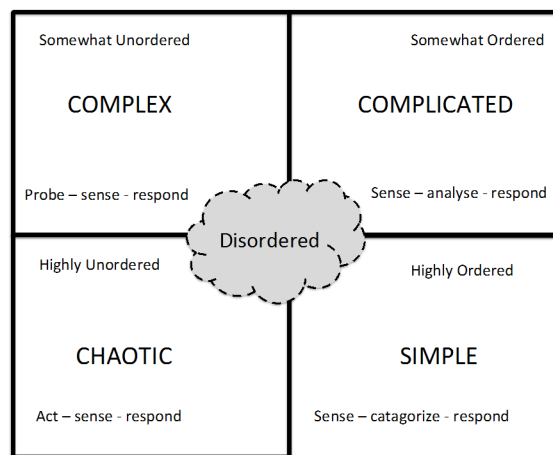 Somewhat Unordered
Somewhat Ordered
COMPLEX
COMPLICATED
Probe – sense - respond
Sense – analyse - respond
Disordered
Highly Unordered
Highly Ordered
CHAOTIC
SIMPLE
Act – sense - respond
Sense – catagorize - respond